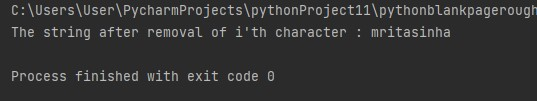 C:\Users\User\PycharmProjects\pythonProject11\pythonblankpagerough
The string after removal of i'th character : mritasinha
Process finished with exit code 0